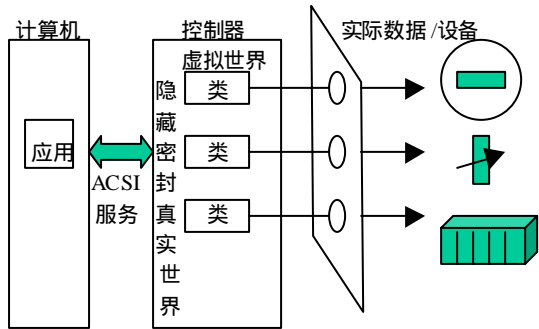 计算机
控制器
实际数据/设备
虚拟世界
隐藏密封真实世界
类
应用
类
ACSI
服务
类